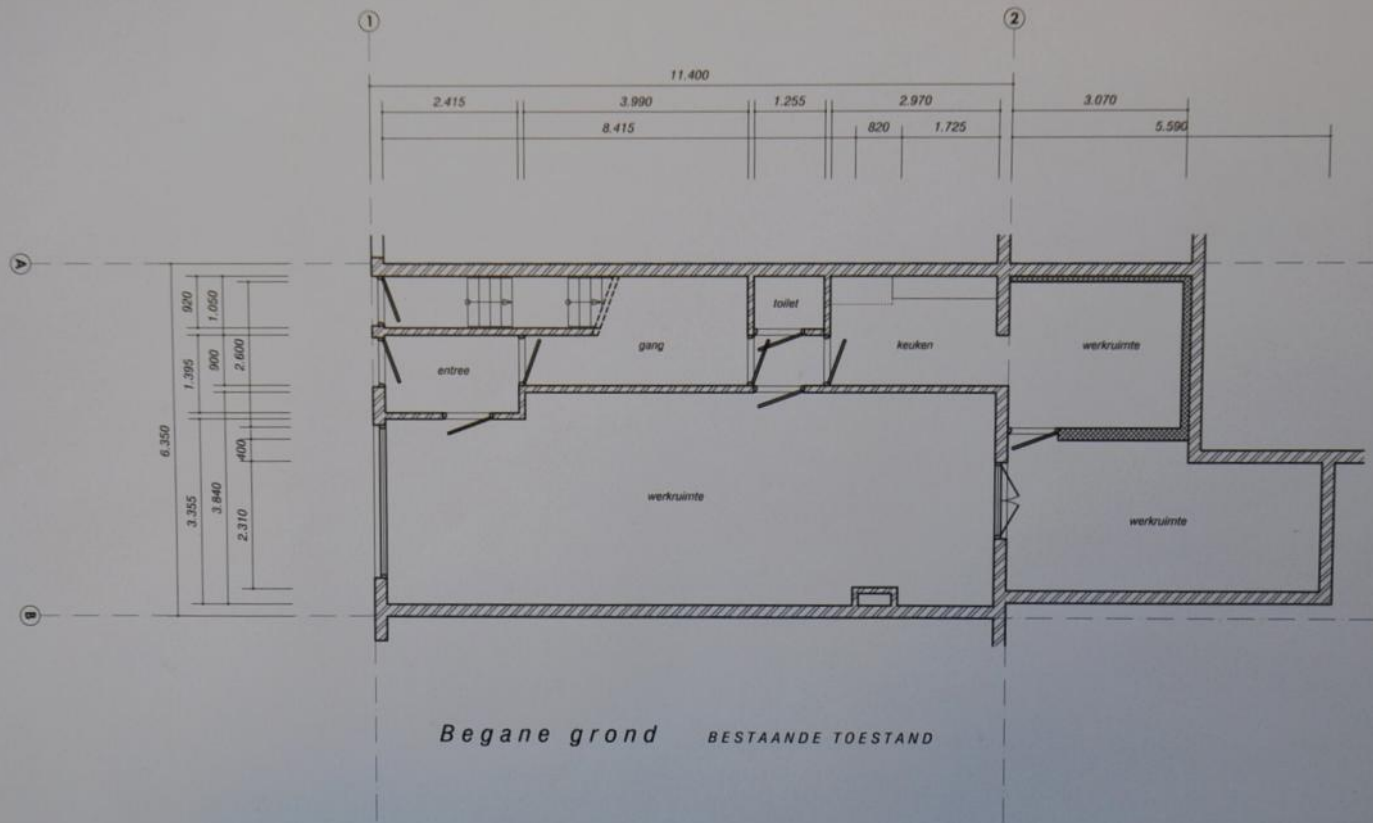 1
2
11.400
2.415
3.990
1.255
2.970
3.070
8.415
820
1.725
5.590
A
B
6.350
920
1.395
3.355
1.050
900
3.840
2.600
400
2.310
toilet
gang
keuken
werkruimte
entree
werkruimte
werkruimte
Begane grond BESTAANDE TOESTAND